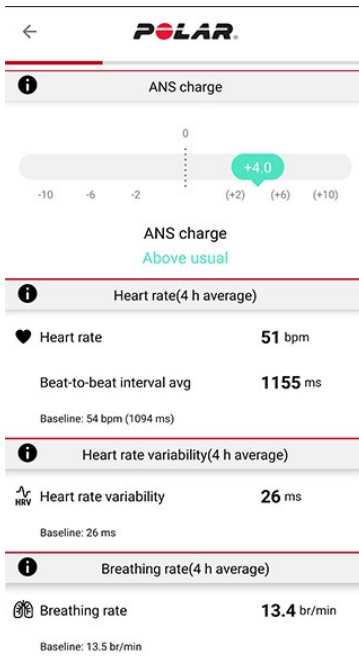 POLAR.
ANS charge
0
+4.0
-10 -6 -2 (+2) (+6) (+10)
ANS charge
Above usual
Heart rate(4 h average)
Heart rate 51 bpm
Beat-to-beat interval avg 1155 ms
Baseline: 54 bpm (1094 ms)
Heart rate variability(4 h average)
HRV Heart rate variability 26 ms
Baseline: 26 ms
Breathing rate(4 h average)
Breathing rate 13.4 br/min
Baseline: 13.5 br/min